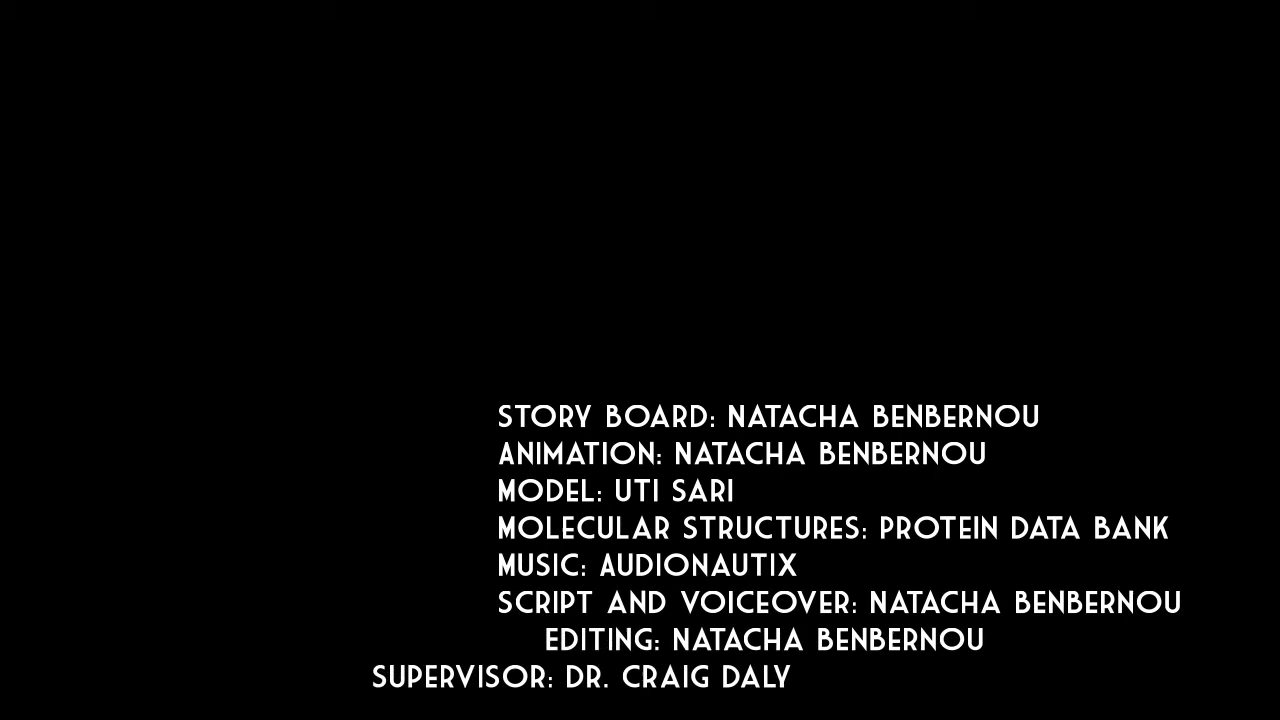 STORY BOARD: NATACHA BENBERNOU
ANIMATION: NATACHA BENBERNOU
MODEL: UTI SARI
MOLECULAR STRUCTURES: PROTEIN DATA BANK
MUSIC: AUDIONAUTIX
SCRIPT AND VOICEOVER: NATACHA BENBERNOU
EDITING: NATACHA BENBERNOU
SUPERVISOR: DR. CRAIG DALY